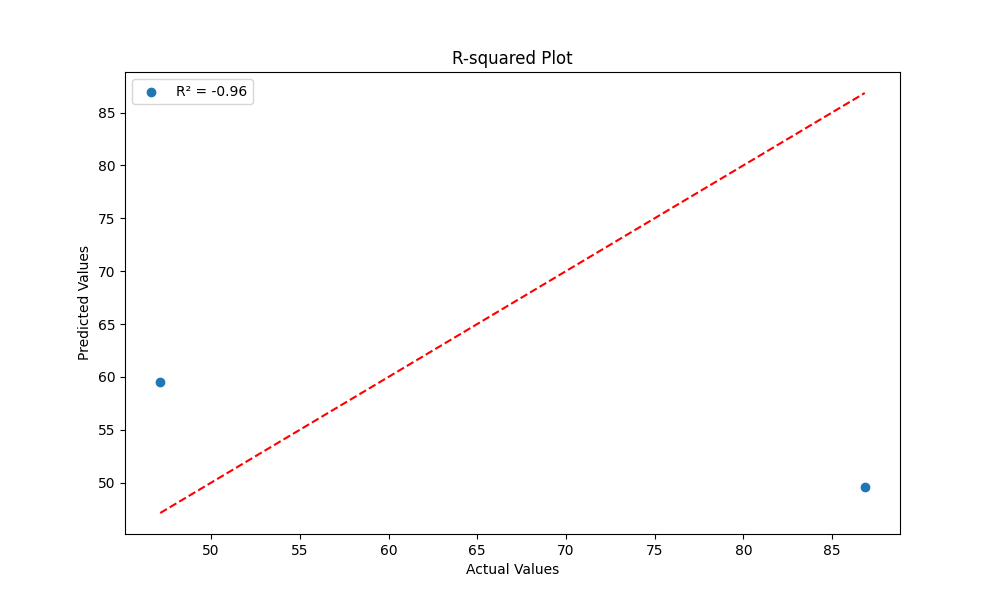 R-squared Plot
R² = -0.96
85
80
75
70
65
60
55
50
Predicted Values
50 55 60 65 70 75 80 85
Actual Values